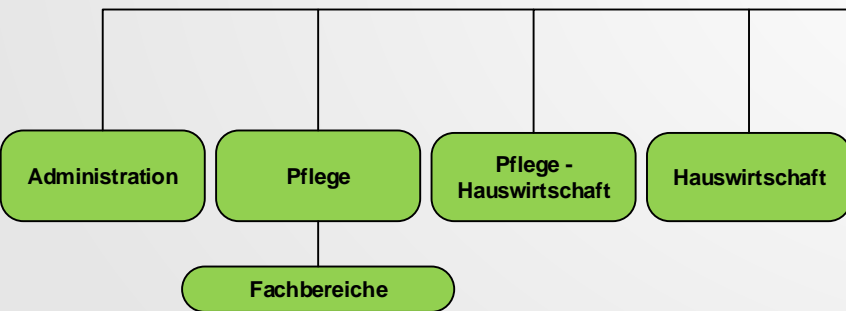 Administration
Pflege
Pflege -
Hauswirtschaft
Hauswirtschaft
Fachbereiche